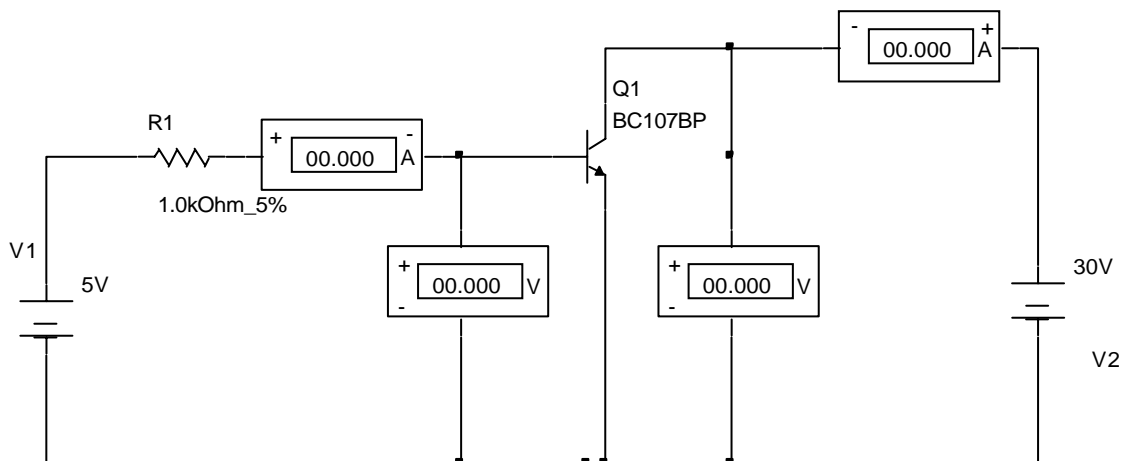 - 00.000 + A
Q1
BC107BP
R1
+ 00.000 - A
1.0kOhm_5%
V1
5V
+ 00.000 V -
+ 00.000 V -
30V
V2